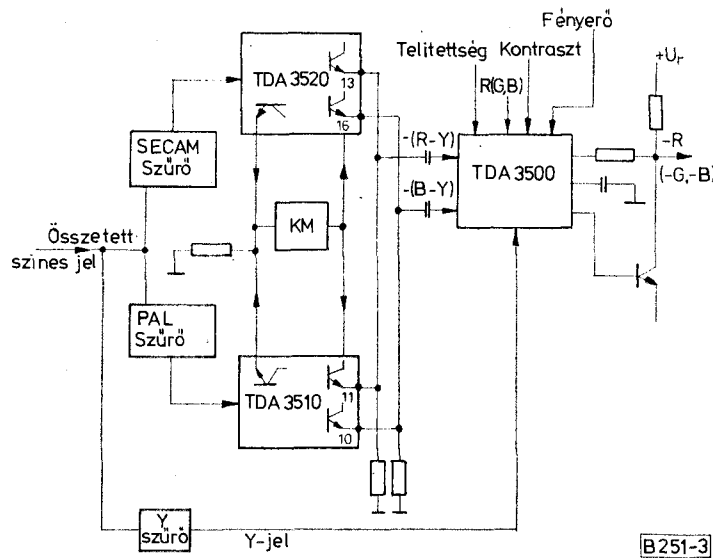 Fényerő
Telitettség Kontraszt
R(G,B)
+Ur
TDA 3520
13
16
SECAM
Szűrő
-(R-Y)
-(B-Y)
TDA 3500
-R
(-G,-B)
KM
Összetett
szines jel
PAL
Szűrő
TDA 3510
11
10
Y
szűrő
Y-jel
B251-3